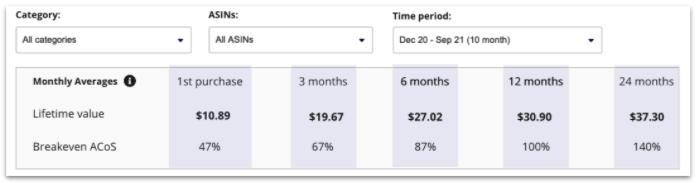 Category: ASINs: Time period:
All categories All ASINs Dec 20 - Sep 21 (10 month)
Monthly Averages i 1st purchase 3 months 6 months 12 months 24 months
Lifetime value $10.89 $19.67 $27.02 $30.90 $37.30
Breakeven ACoS 47% 67% 87% 100% 140%